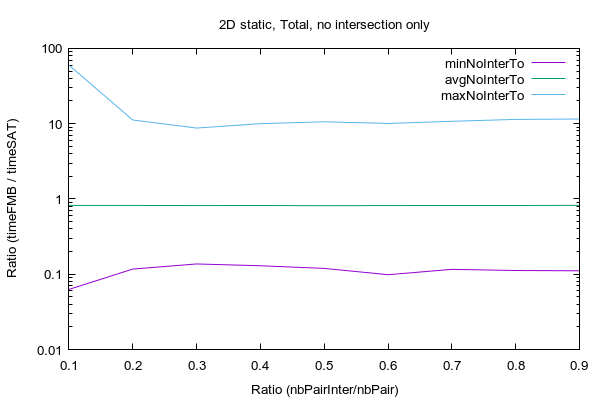 2D static, Total, no intersection only
100
10
1
0.1
0.01
Ratio (timeFMB / timeSAT)
minNoInterTo
avgNoInterTo
maxNoInterTo
0.1 0.2 0.3 0.4 0.5 0.6 0.7 0.8 0.9
Ratio (nbPairInter/nbPair)